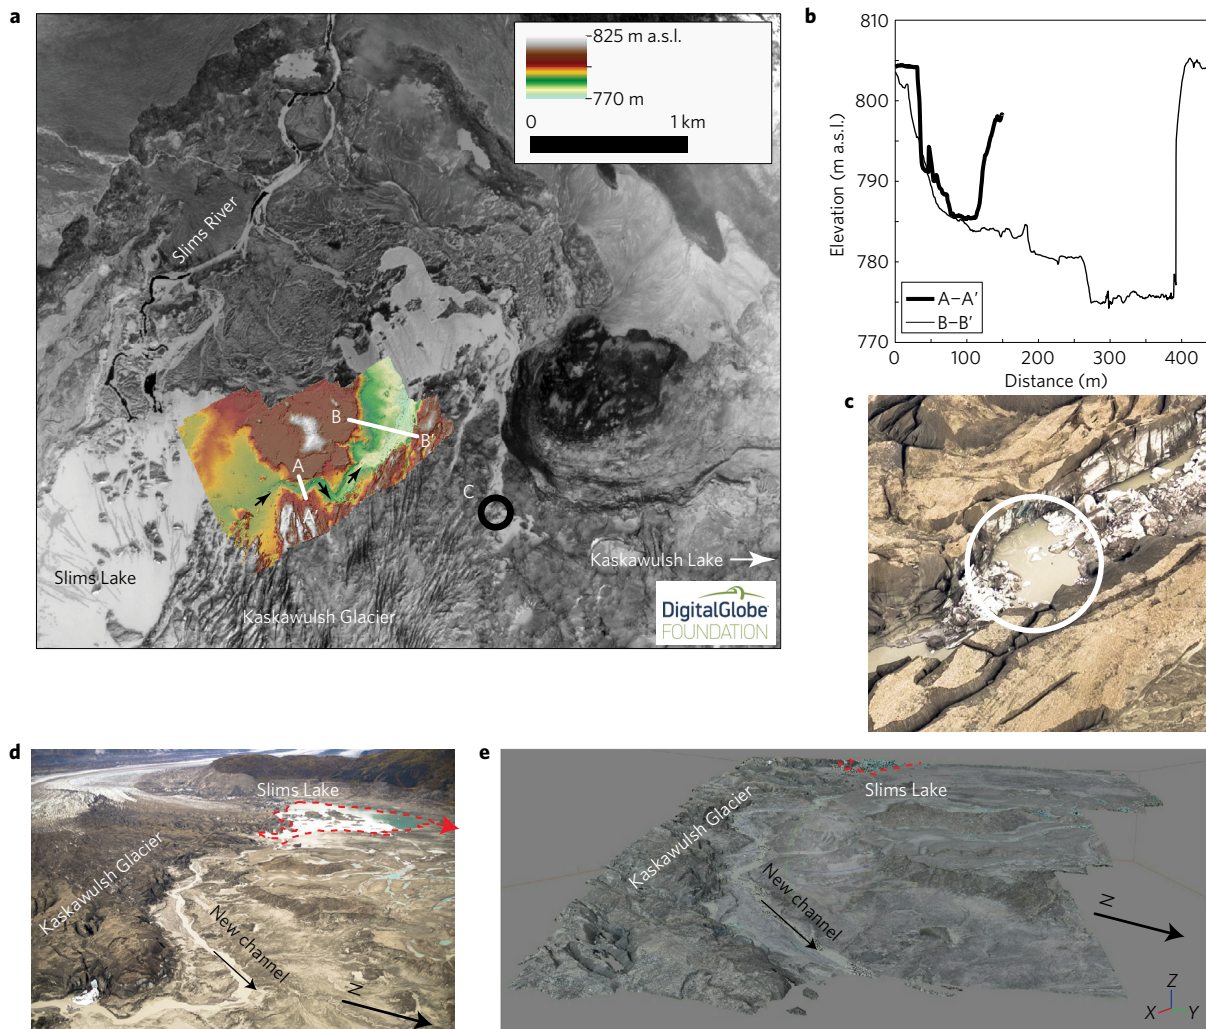 a
825 m a.s.l.
770 m
0 1 km
Slims River
A
B
B′
C
Slims Lake
Kaskawulsh Lake
Kaskawulsh Glacier
DigitalGlobe
FOUNDATION
b
810
800
790
780
770
Elevation (m a.s.l.)
A–A′
B–B′
0 100 200 300 400
Distance (m)
c
d
Slims Lake
Kaskawulsh Glacier
New channel
N
e
Slims Lake
Kaskawulsh Glacier
New channel
N
Z
X Y